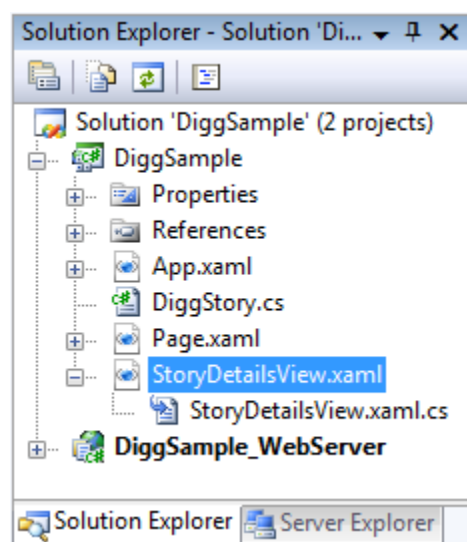 Solution Explorer - Solution 'Di...
Solution 'DiggSample' (2 projects)
DiggSample
Properties
References
App.xaml
DiggStory.cs
Page.xaml
StoryDetailsView.xaml
StoryDetailsView.xaml.cs
DiggSample_WebServer
Solution Explorer Server Explorer